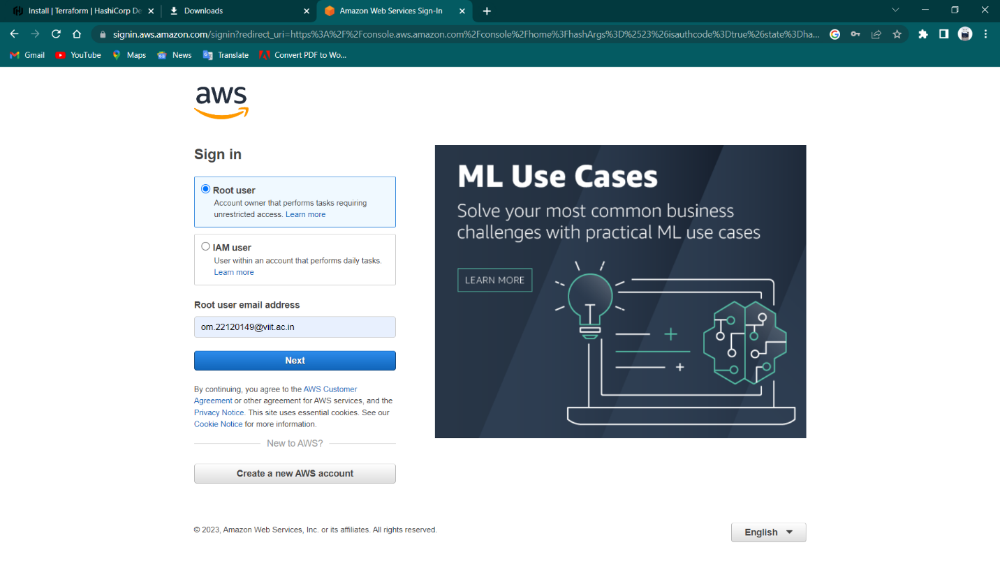 Install | Terraform | HashiCorp De
Downloads
Amazon Web Services Sign-In
signin.aws.amazon.com/signin?redirect_uri=https%3A%2F%2Fconsole.aws.amazon.com%2Fconsole%2Fhome%3FhashArgs%3D%2523%26isauthcode%3Dtrue%26state%3Dha...
Gmail
YouTube
Maps
News
Translate
Convert PDF to Wo...
aws
Sign in
Root user
Account owner that performs tasks requiring
unrestricted access. Learn more
IAM user
User within an account that performs daily tasks.
Learn more
Root user email address
om.22120149@viit.ac.in
Next
By continuing, you agree to the AWS Customer
Agreement or other agreement for AWS services, and the
Privacy Notice. This site uses essential cookies. See our
Cookie Notice for more information.
New to AWS?
Create a new AWS account
ML Use Cases
Solve your most common business
challenges with practical ML use cases
LEARN MORE
© 2023, Amazon Web Services, Inc. or its affiliates. All rights reserved.
English